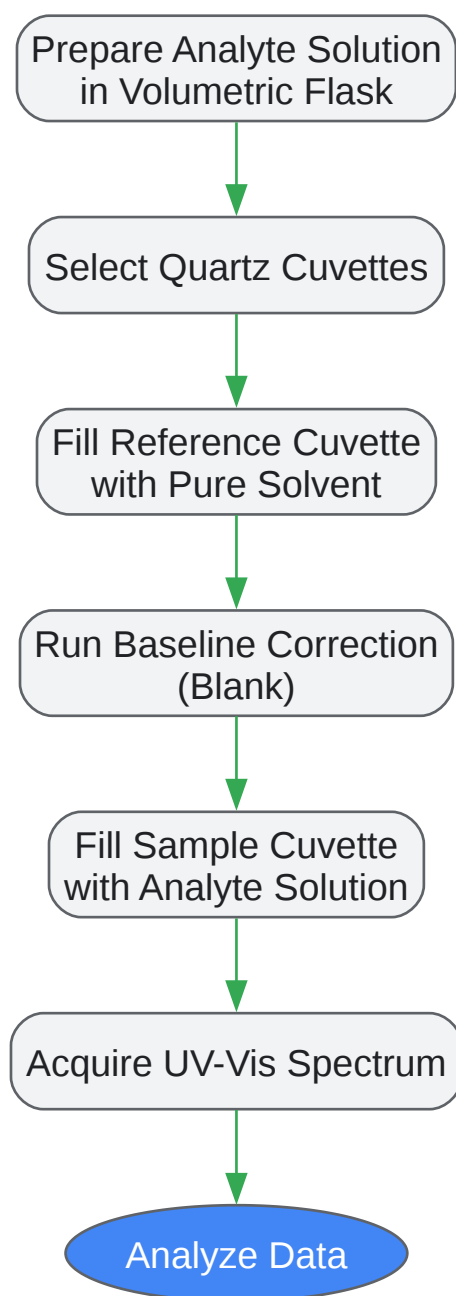 Prepare Analyte Solution
in Volumetric Flask
Select Quartz Cuvettes
Fill Reference Cuvette
with Pure Solvent
Run Baseline Correction
(Blank)
Fill Sample Cuvette
with Analyte Solution
Acquire UV-Vis Spectrum
Analyze Data